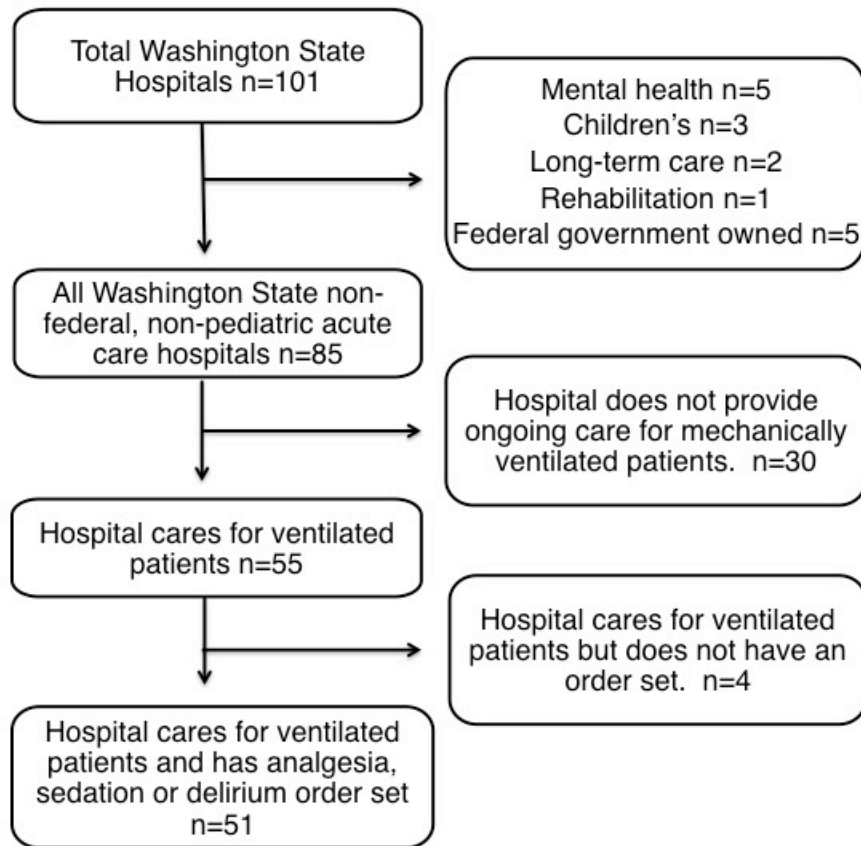 Total Washington State
Hospitals n=101
Mental health n=5
Children’s n=3
Long-term care n=2
Rehabilitation n=1
Federal government owned n=5
All Washington State non-
federal, non-pediatric acute
care hospitals n=85
Hospital does not provide
ongoing care for mechanically
ventilated patients.  n=30
Hospital cares for ventilated
patients n=55
Hospital cares for ventilated
patients but does not have an
order set.  n=4
Hospital cares for ventilated
patients and has analgesia,
sedation or delirium order set
n=51